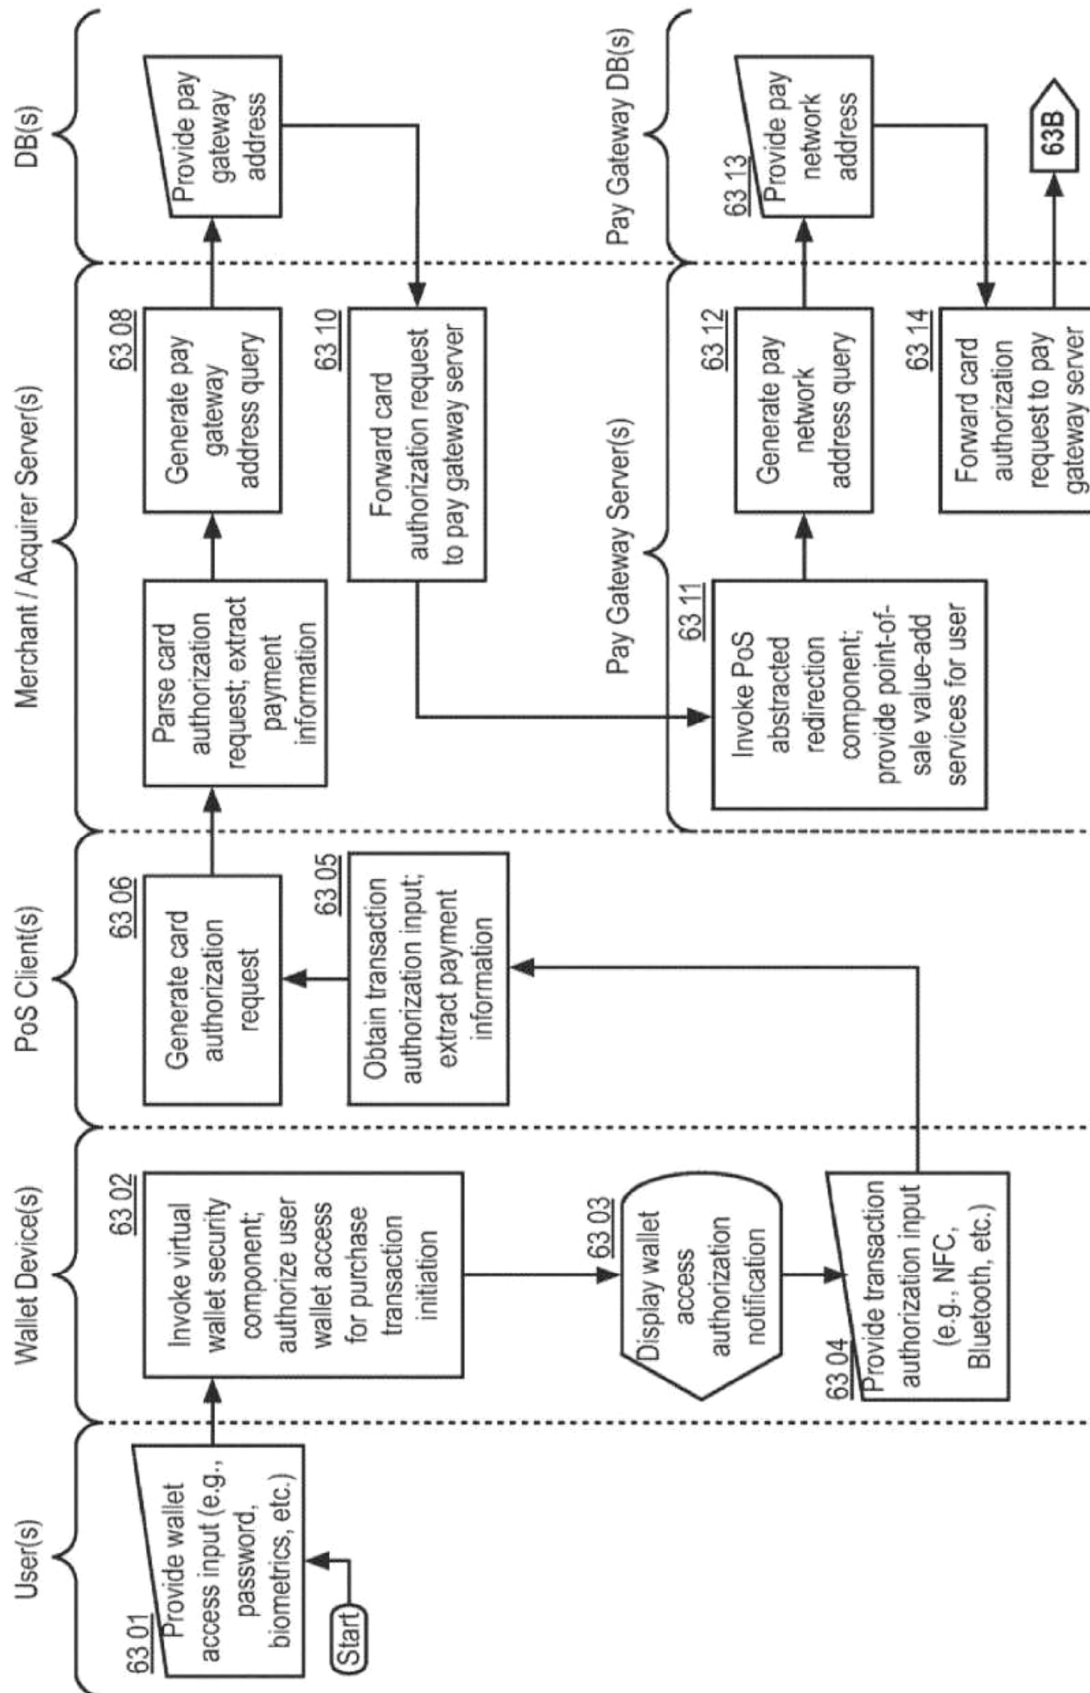 User(s)
Wallet Device(s)
PoS Client(s)
Merchant / Acquirer Server(s)
DB(s)
63 01
Provide wallet
access input (e.g.,
password,
biometrics, etc.)
Start
63 02
Invoke virtual
wallet security
component;
authorize user
wallet access
for purchase
transaction
initiation
63 03
Display wallet
access
authorization
notification
63 04
Provide transaction
authorization input
(e.g., NFC,
Bluetooth, etc.)
63 06
Generate card
authorization
request
63 05
Obtain transaction
authorization input;
extract payment
information
Parse card
authorization
request; extract
payment
information
63 08
Generate pay
gateway
address query
Provide pay
gateway
address
63 10
Forward card
authorization request
to pay gateway server
Pay Gateway Server(s)
Pay Gateway DB(s)
63 11
Invoke PoS
abstracted
redirection
component;
provide point-of-
sale value-add
services for user
63 12
Generate pay
network
address query
63 13
Provide pay
network
address
63 14
Forward card
authorization
request to pay
gateway server
63B